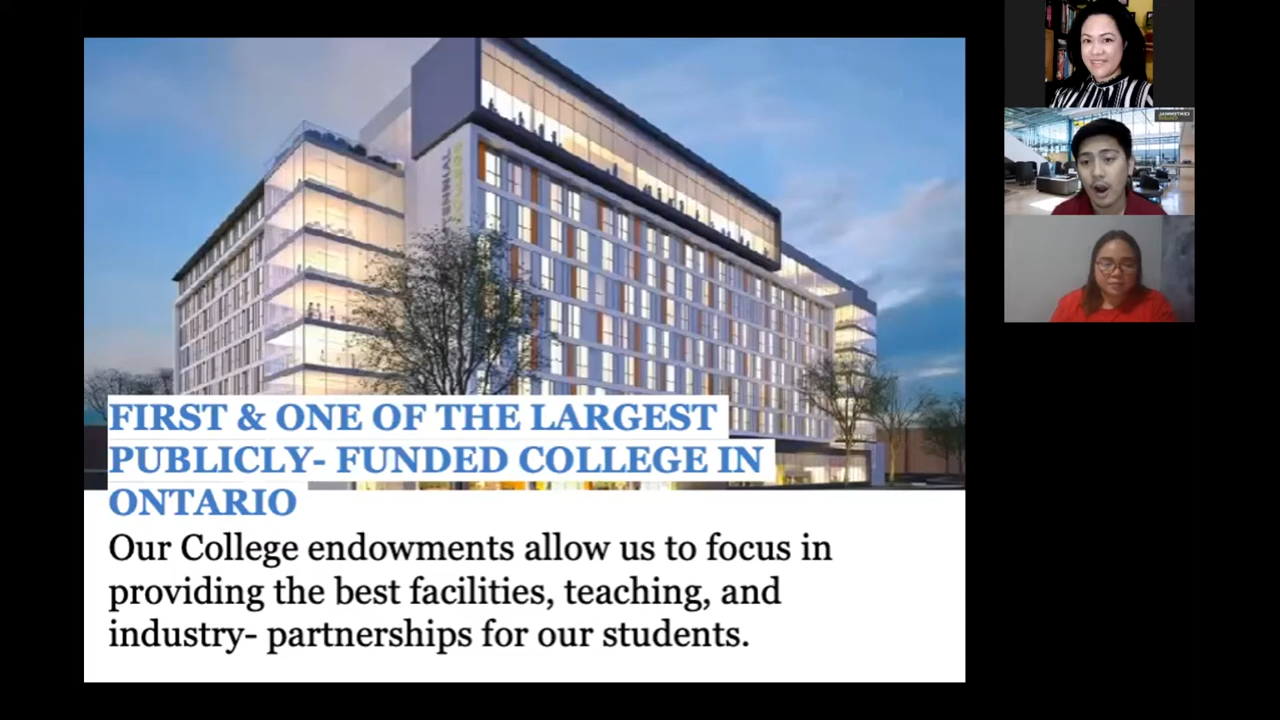 FIRST & ONE OF THE LARGEST
PUBLICLY- FUNDED COLLEGE IN
ONTARIO
Our College endowments allow us to focus in
providing the best facilities, teaching, and
industry- partnerships for our students.